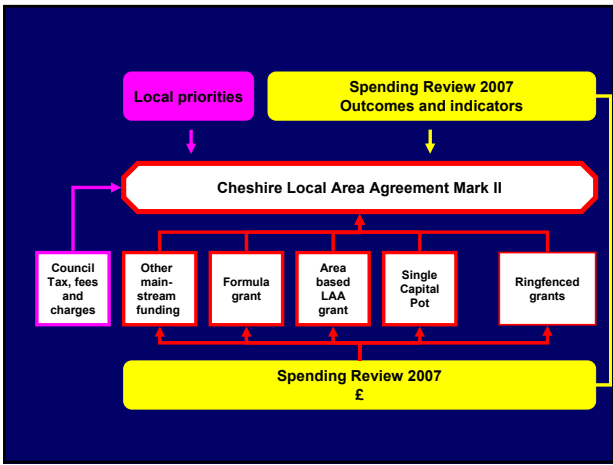 Local priorities
Spending Review 2007
Outcomes and indicators
Cheshire Local Area Agreement Mark II
Council
Tax, fees
and
charges
Other
main-
stream
funding
Formula
grant
Area
based
LAA
grant
Single
Capital
Pot
Ringfenced
grants
Spending Review 2007
£